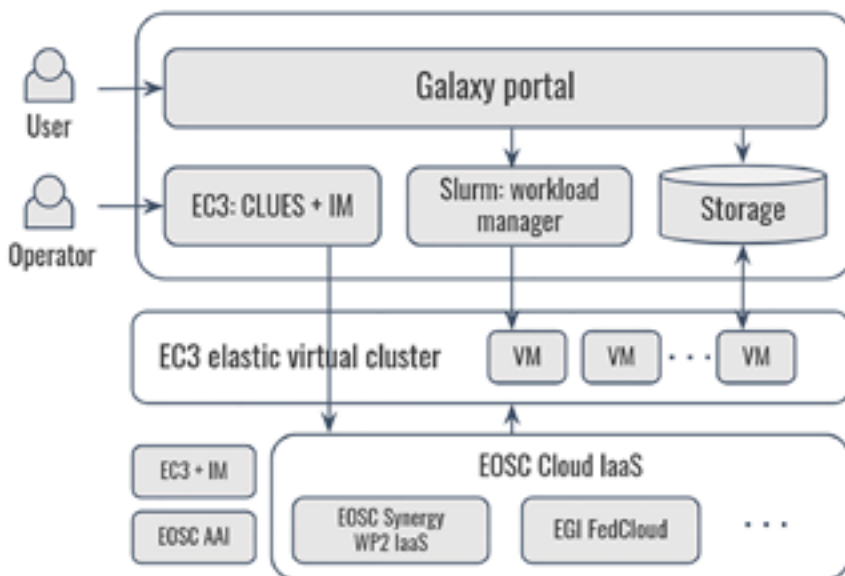 Galaxy portal
User
EC3: CLUES + IM
Slurm: workload
manager
Storage
Operator
EC3 elastic virtual cluster
VM
VM
· · ·
VM
EC3 + IM
EOSC Cloud IaaS
EOSC AAI
EOSC Synergy
WP2 IaaS
EGI FedCloud
· · ·